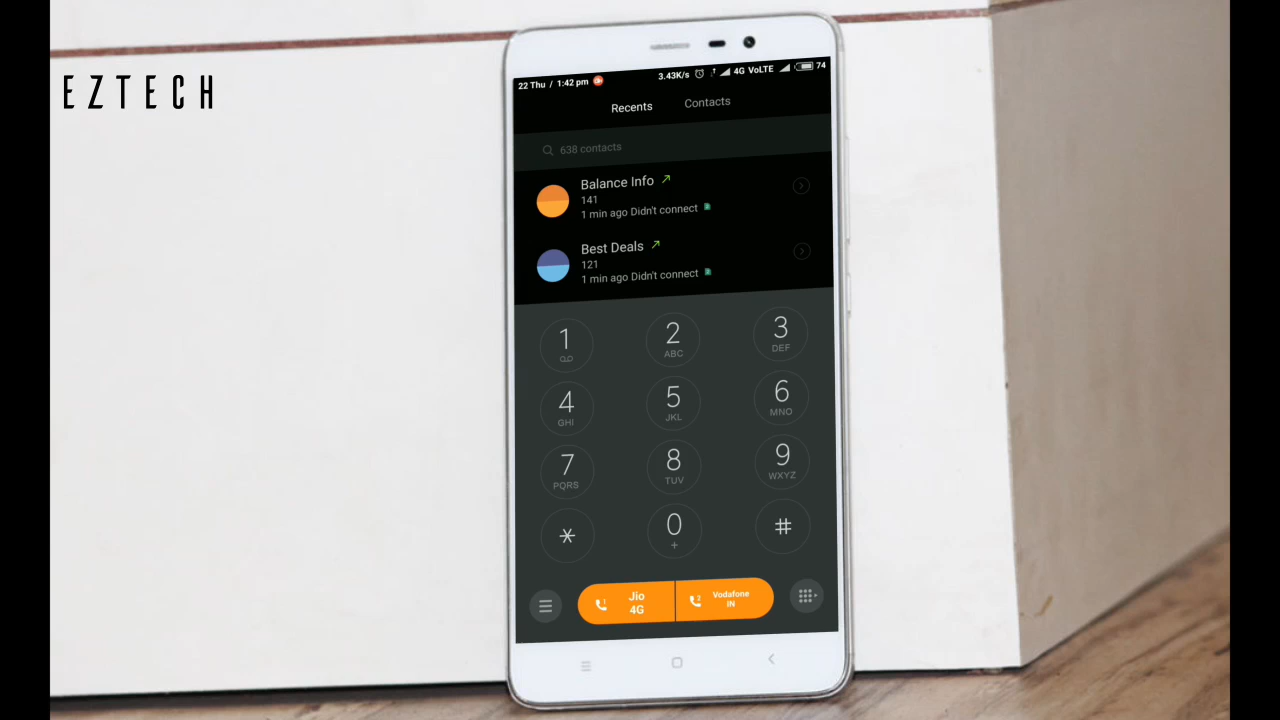 EZTECH
22 Thu / 1:42 pm
3.43K/s 4G VoLTE 74
Recents Contacts
638 contacts
Balance Info
141
1 min ago Didn't connect
Best Deals
121
1 min ago Didn't connect
1 2 3
ABC DEF
4 5 6
GHI JKL MNO
7 8 9
PQRS TUV WXYZ
* 0 #
+
1 Jio 4G
2 Vodafone IN